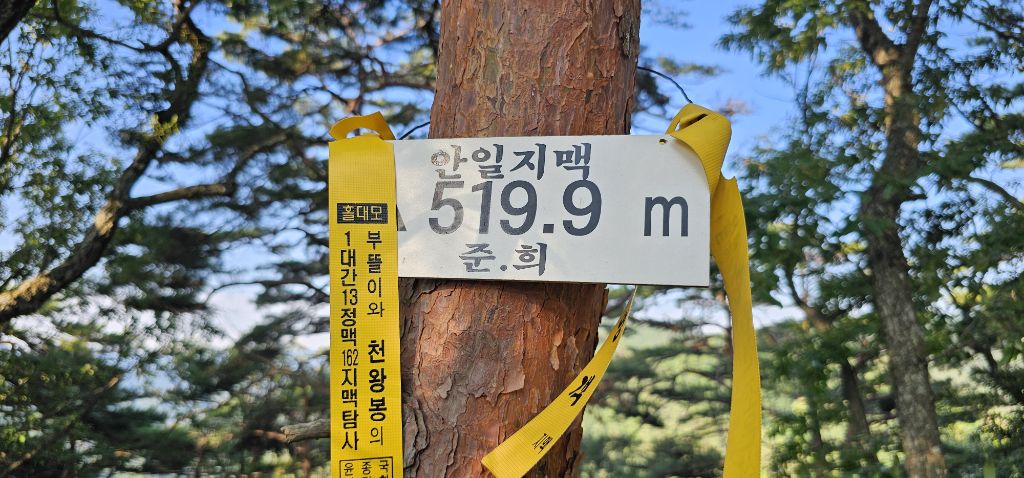 안일지맥
519.9 m
준.희
홀대모
부뜰이와 천왕봉의
1대간13정맥162지맥탐사